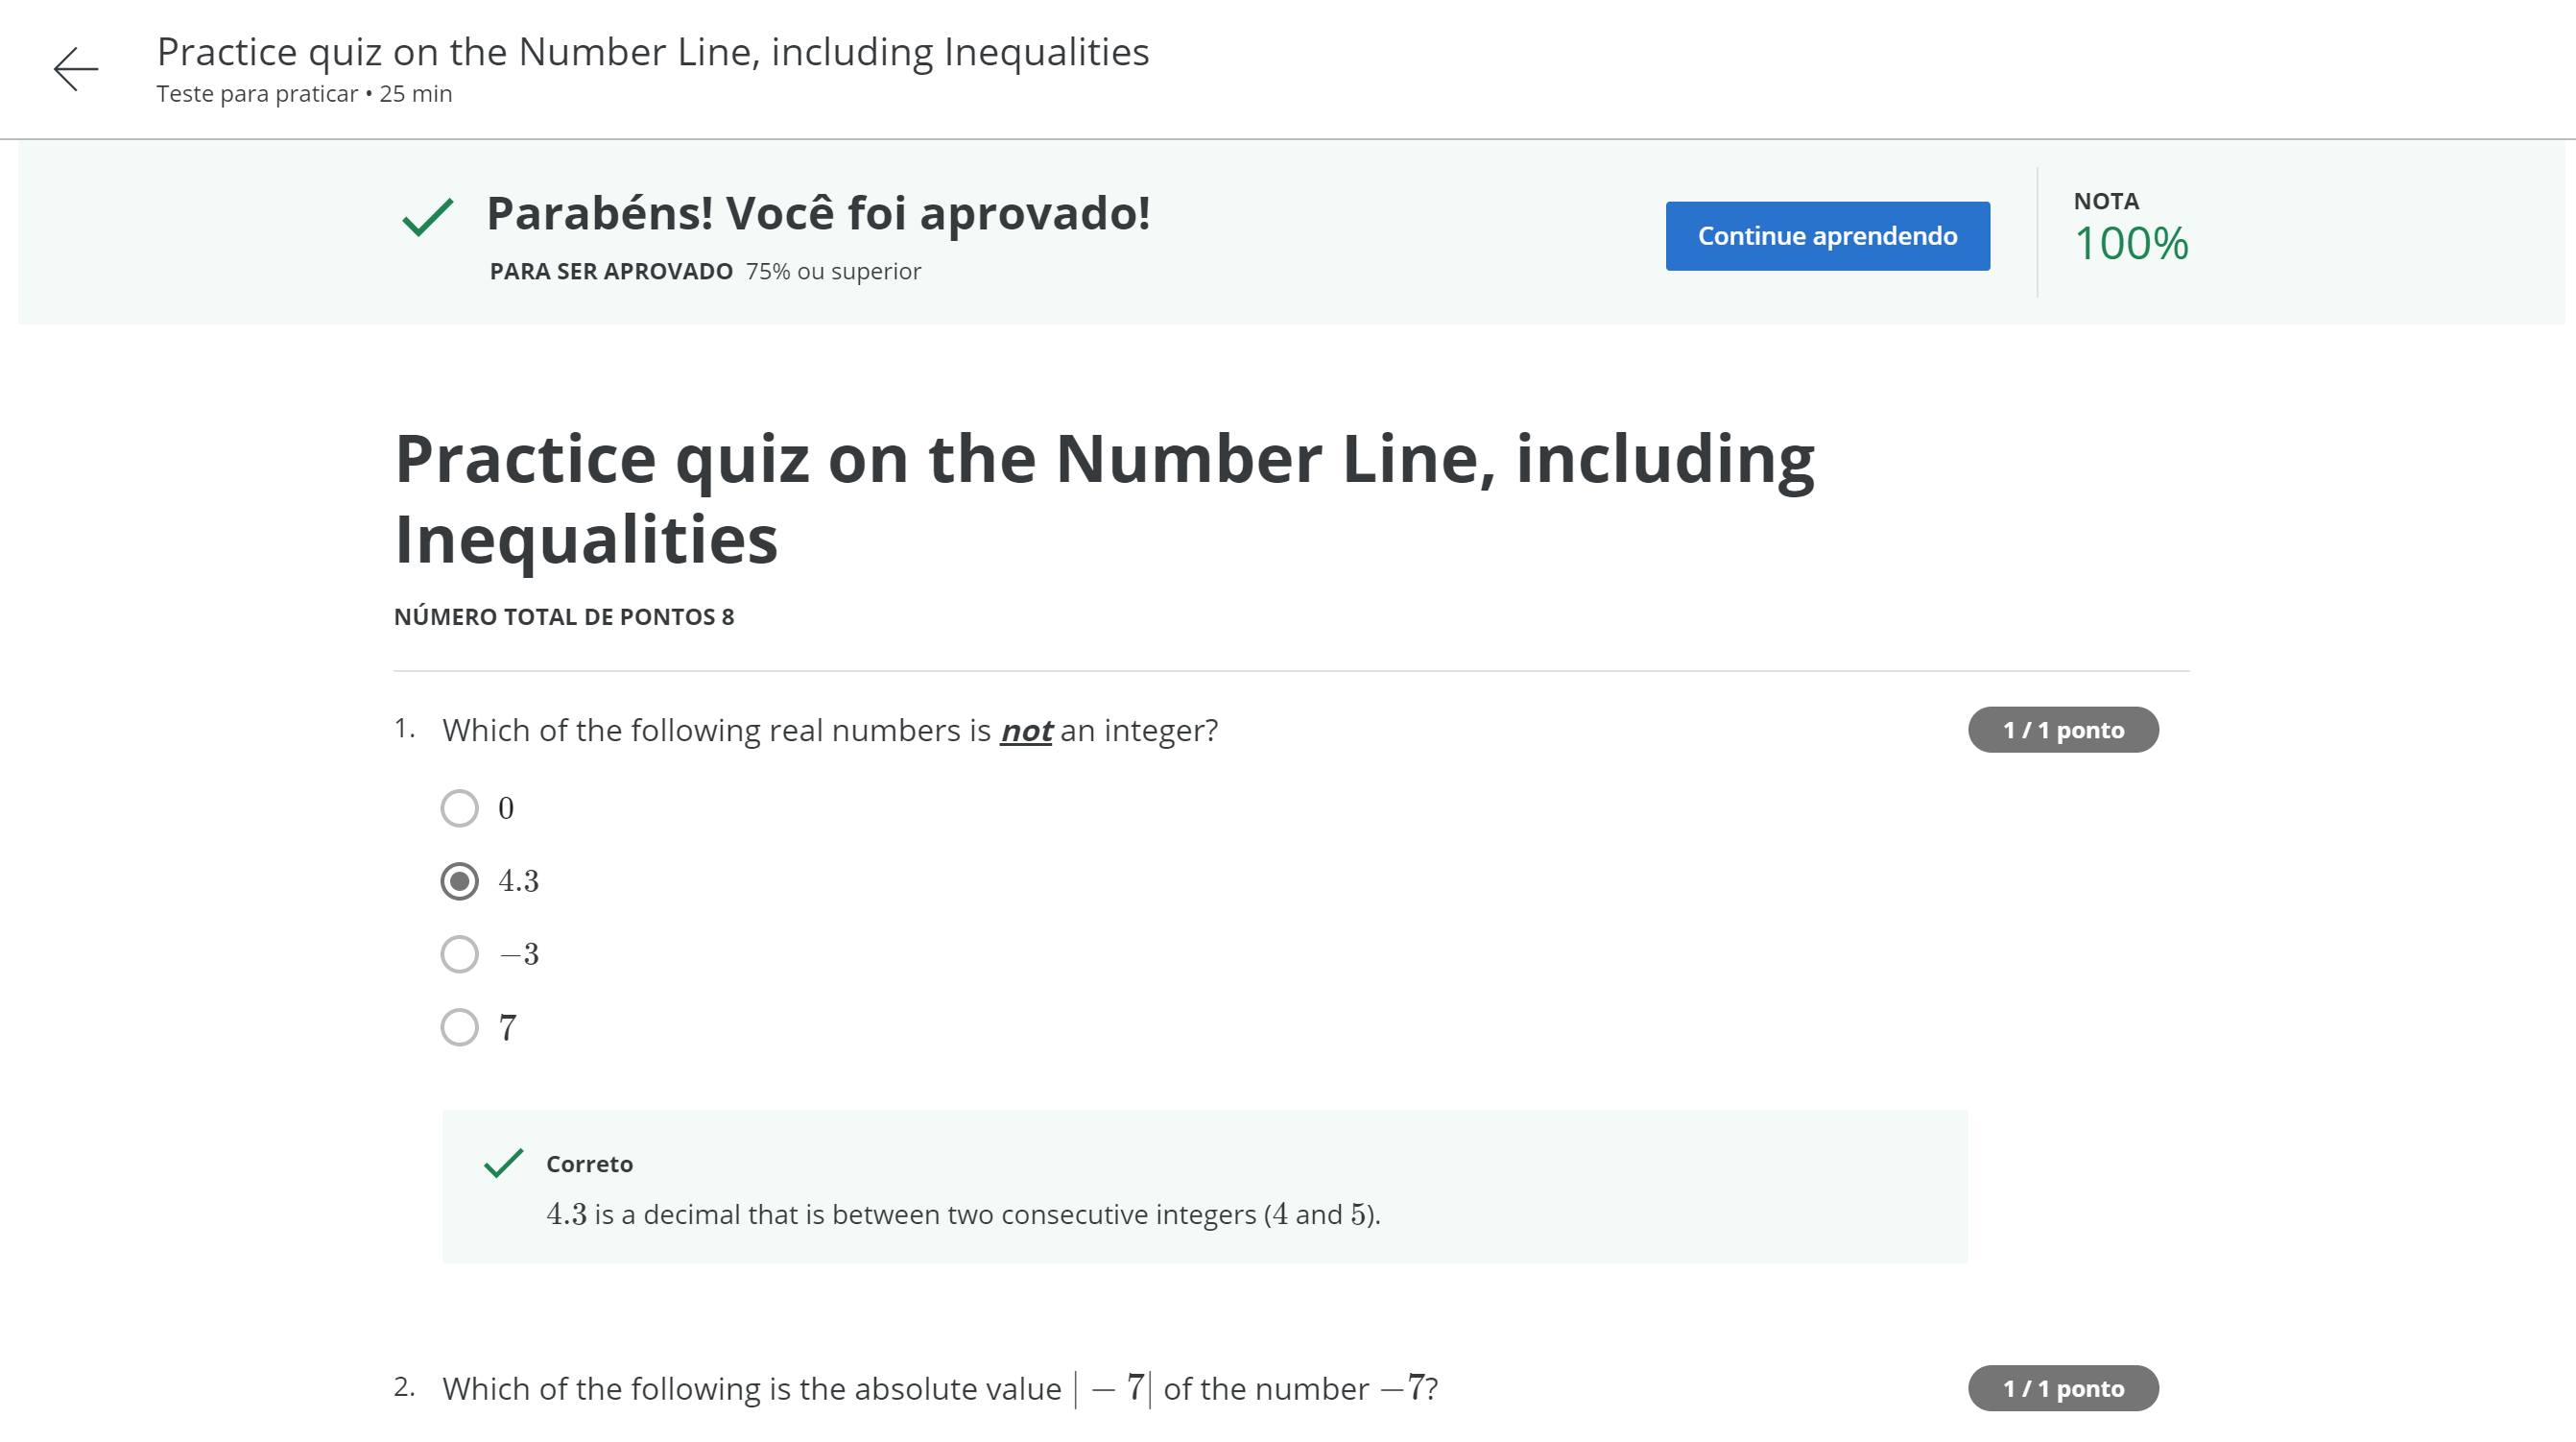 Practice quiz on the Number Line, including Inequalities
Teste para praticar • 25 min
Parabéns! Você foi aprovado!
PARA SER APROVADO 75% ou superior
Continue aprendendo
NOTA
100%
Practice quiz on the Number Line, including
Inequalities
NÚMERO TOTAL DE PONTOS 8
1. Which of the following real numbers is not an integer?
1 / 1 ponto
0
4.3
−3
7
Correto
4.3 is a decimal that is between two consecutive integers (4 and 5).
2. Which of the following is the absolute value | − 7| of the number −7?
1 / 1 ponto